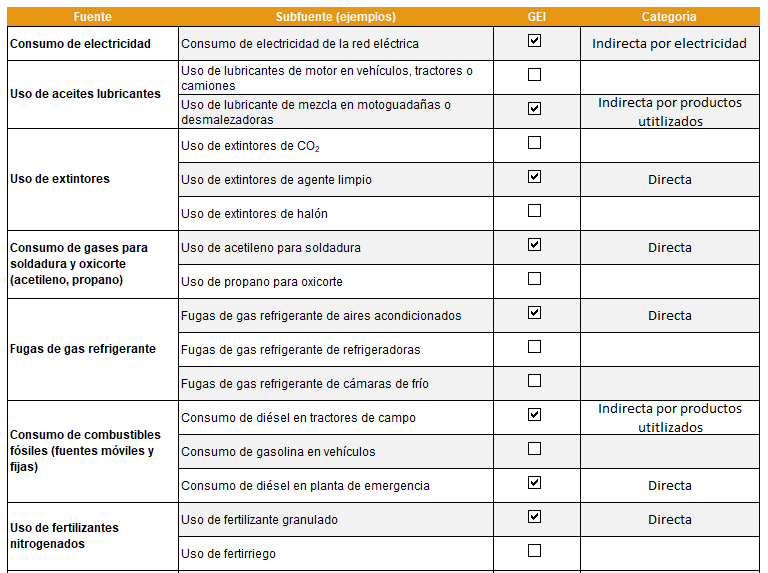 Fuente Subfuente (ejemplos) GEI Categoría
Consumo de electricidad Consumo de electricidad de la red eléctrica Indirecta por electricidad
Uso de aceites lubricantes
Uso de lubricantes de motor en vehículos, tractores o
camiones
Uso de lubricante de mezcla en motoguadañas o
desmalezadoras
Indirecta por productos
utitlizados
Uso de extintores
Uso de extintores de CO₂
Uso de extintores de agente limpio Directa
Uso de extintores de halón
Consumo de gases para
soldadura y oxicorte
(acetileno, propano)
Uso de acetileno para soldadura Directa
Uso de propano para oxicorte
Fugas de gas refrigerante
Fugas de gas refrigerante de aires acondicionados Directa
Fugas de gas refrigerante de refrigeradoras
Fugas de gas refrigerante de cámaras de frío
Consumo de combustibles
fósiles (fuentes móviles y
fijas)
Consumo de diésel en tractores de campo
Indirecta por productos
utitlizados
Consumo de gasolina en vehículos
Consumo de diésel en planta de emergencia Directa
Uso de fertilizantes
nitrogenados
Uso de fertilizante granulado Directa
Uso de fertirriego